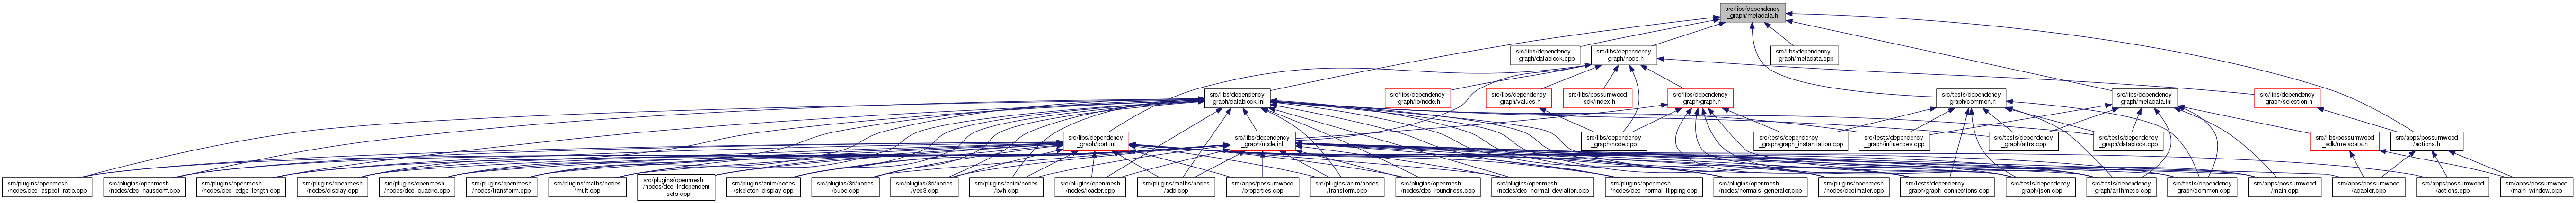 src/libs/dependency
_graph/metadata.h
src/libs/dependency
_graph/datablock.cpp
src/libs/dependency
_graph/node.h
src/libs/dependency
_graph/metadata.cpp
src/libs/dependency
_graph/datablock.inl
src/libs/dependency
_graph/io/node.h
src/libs/dependency
_graph/values.h
src/libs/possumwood
_sdk/index.h
src/libs/dependency
_graph/graph.h
src/tests/dependency
_graph/common.h
src/libs/dependency
_graph/metadata.inl
src/libs/dependency
_graph/selection.h
src/libs/dependency
_graph/port.inl
src/libs/dependency
_graph/node.inl
src/libs/dependency
_graph/node.cpp
src/tests/dependency
_graph/graph_instantiation.cpp
src/tests/dependency
_graph/influences.cpp
src/tests/dependency
_graph/attrs.cpp
src/tests/dependency
_graph/datablock.cpp
src/libs/possumwood
_sdk/metadata.h
src/apps/possumwood
/actions.h
src/plugins/openmesh
/nodes/dec_aspect_ratio.cpp
src/plugins/openmesh
/nodes/dec_hausdorff.cpp
src/plugins/openmesh
/nodes/dec_edge_length.cpp
src/plugins/openmesh
/nodes/display.cpp
src/plugins/openmesh
/nodes/dec_quadric.cpp
src/plugins/openmesh
/nodes/transform.cpp
src/plugins/maths/nodes
/mult.cpp
src/plugins/openmesh
/nodes/dec_independent
_sets.cpp
src/plugins/anim/nodes
/skeleton_display.cpp
src/plugins/3d/nodes
/cube.cpp
src/plugins/3d/nodes
/vec3.cpp
src/plugins/anim/nodes
/bvh.cpp
src/plugins/openmesh
/nodes/loader.cpp
src/plugins/maths/nodes
/add.cpp
src/apps/possumwood
/properties.cpp
src/plugins/anim/nodes
/transform.cpp
src/plugins/openmesh
/nodes/dec_roundness.cpp
src/plugins/openmesh
/nodes/dec_normal_deviation.cpp
src/plugins/openmesh
/nodes/dec_normal_flipping.cpp
src/plugins/openmesh
/nodes/normals_generator.cpp
src/plugins/openmesh
/nodes/decimater.cpp
src/tests/dependency
_graph/graph_connections.cpp
src/tests/dependency
_graph/json.cpp
src/tests/dependency
_graph/arithmetic.cpp
src/tests/dependency
_graph/common.cpp
src/apps/possumwood
/main.cpp
src/apps/possumwood
/adaptor.cpp
src/apps/possumwood
/actions.cpp
src/apps/possumwood
/main_window.cpp